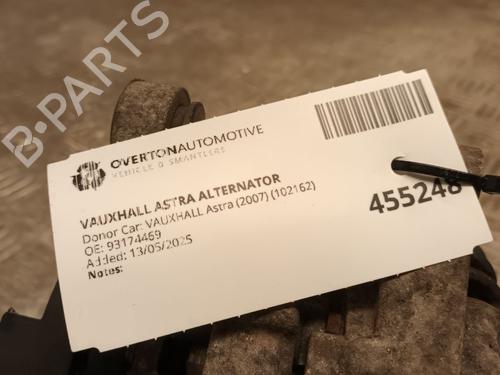 B-PARTS
OVERTONAUTOMOTIVE
VEHICLE DISMANTLERS
VAUXHALL ASTRA ALTERNATOR
Donor Car: VAUXHALL Astra (2007) (102162)
OE: 93174469
Added: 13/05/2025
Notes:
455248